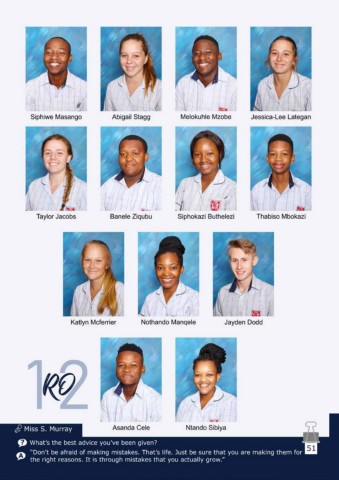 Siphiwe Masango Abigail Stagg Melokuhle Mzobe Jessica-Lee Lategan
Taylor Jacobs Banele Ziqubu Siphokazi Buthelezi Thabiso Mbokazi
Katlyn Mcferrier Nothando Manqele Jayden Dodd
12
RO
Asanda Cele Ntando Sibiya
Miss S. Murray
? What's the best advice you've been given?
A "Don't be afraid of making mistakes. That's life. Just be sure that you are making them for
the right reasons. It is through mistakes that you actually grow."
51